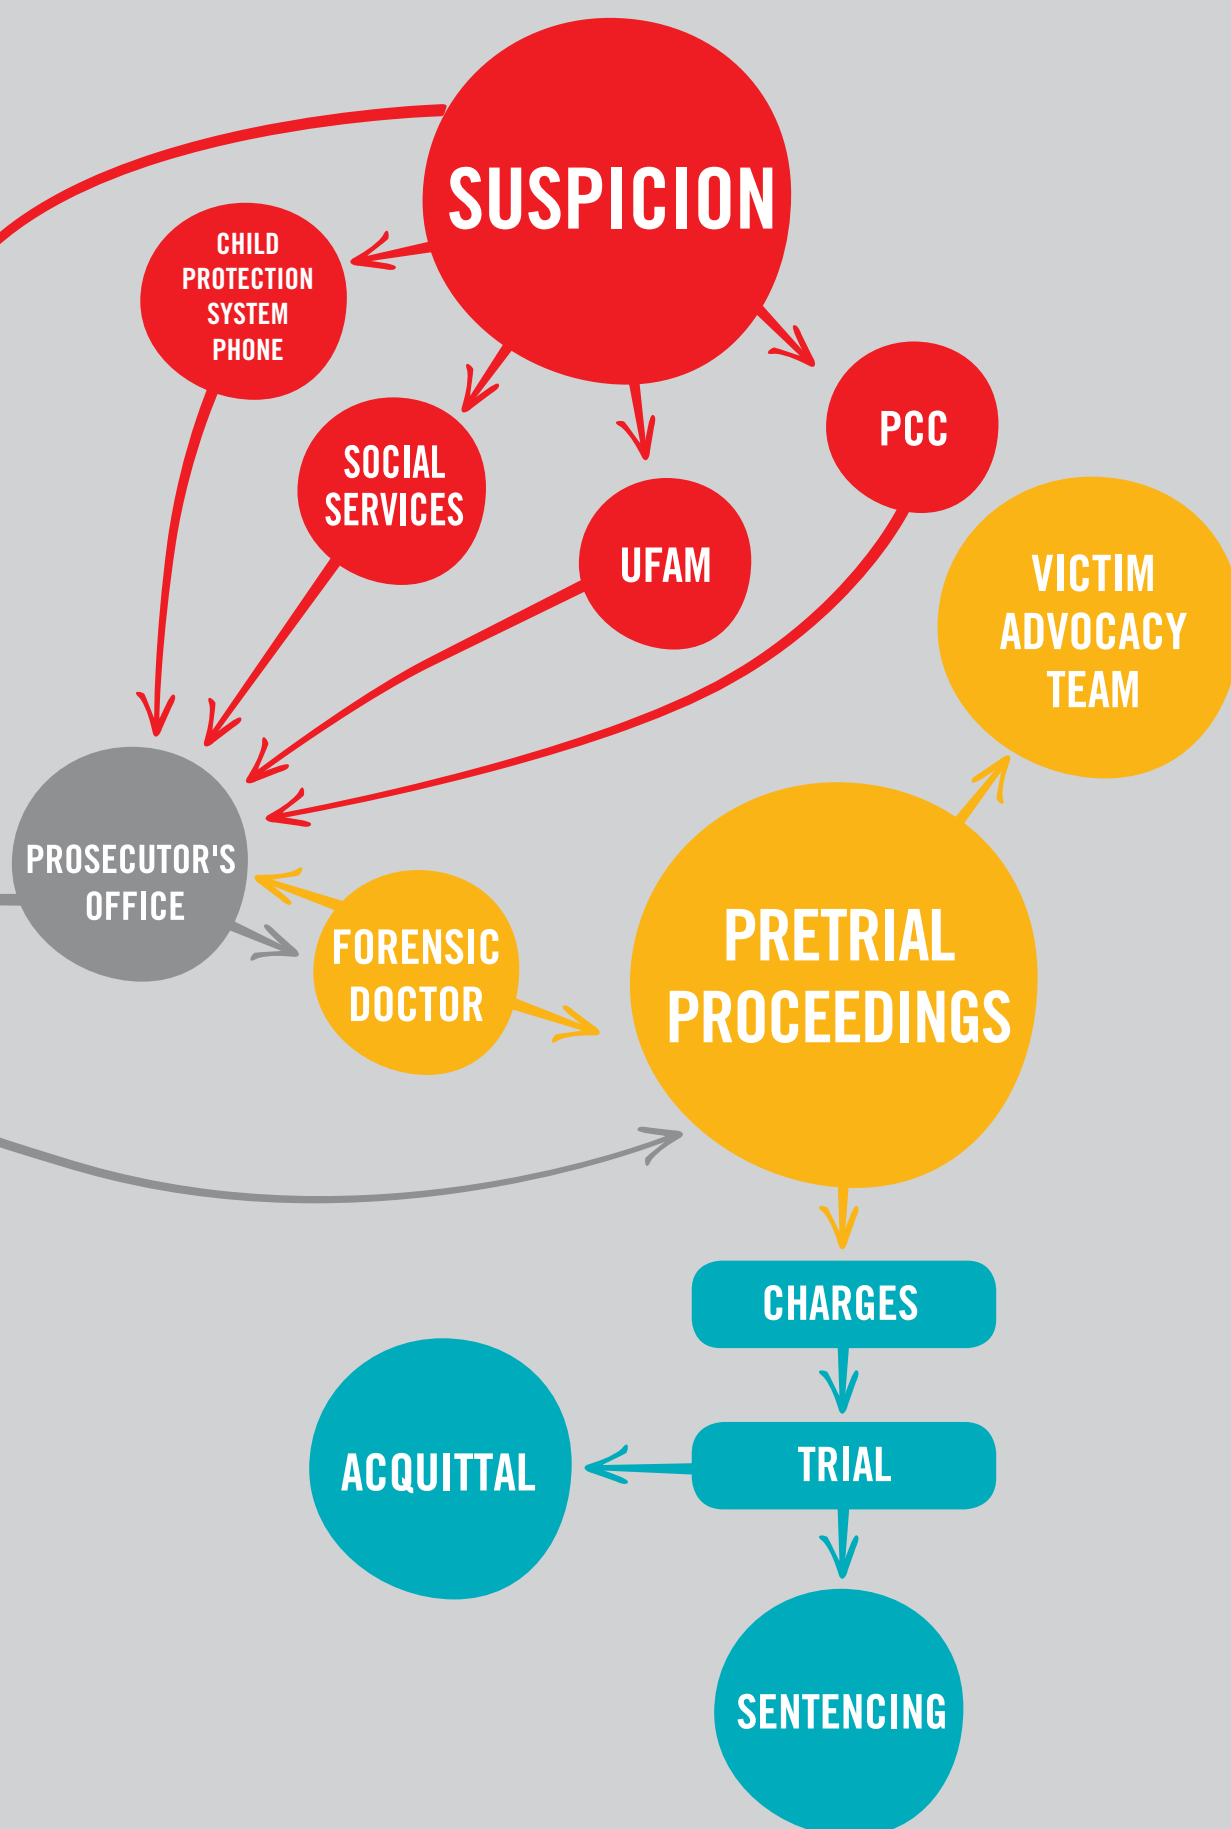 SUSPICION
CHILD
PROTECTION
SYSTEM
PHONE
SOCIAL
SERVICES
UFAM
PCC
VICTIM
ADVOCACY
TEAM
PROSECUTOR'S
OFFICE
FORENSIC
DOCTOR
PRETRIAL
PROCEEDINGS
CHARGES
TRIAL
ACQUITTAL
SENTENCING